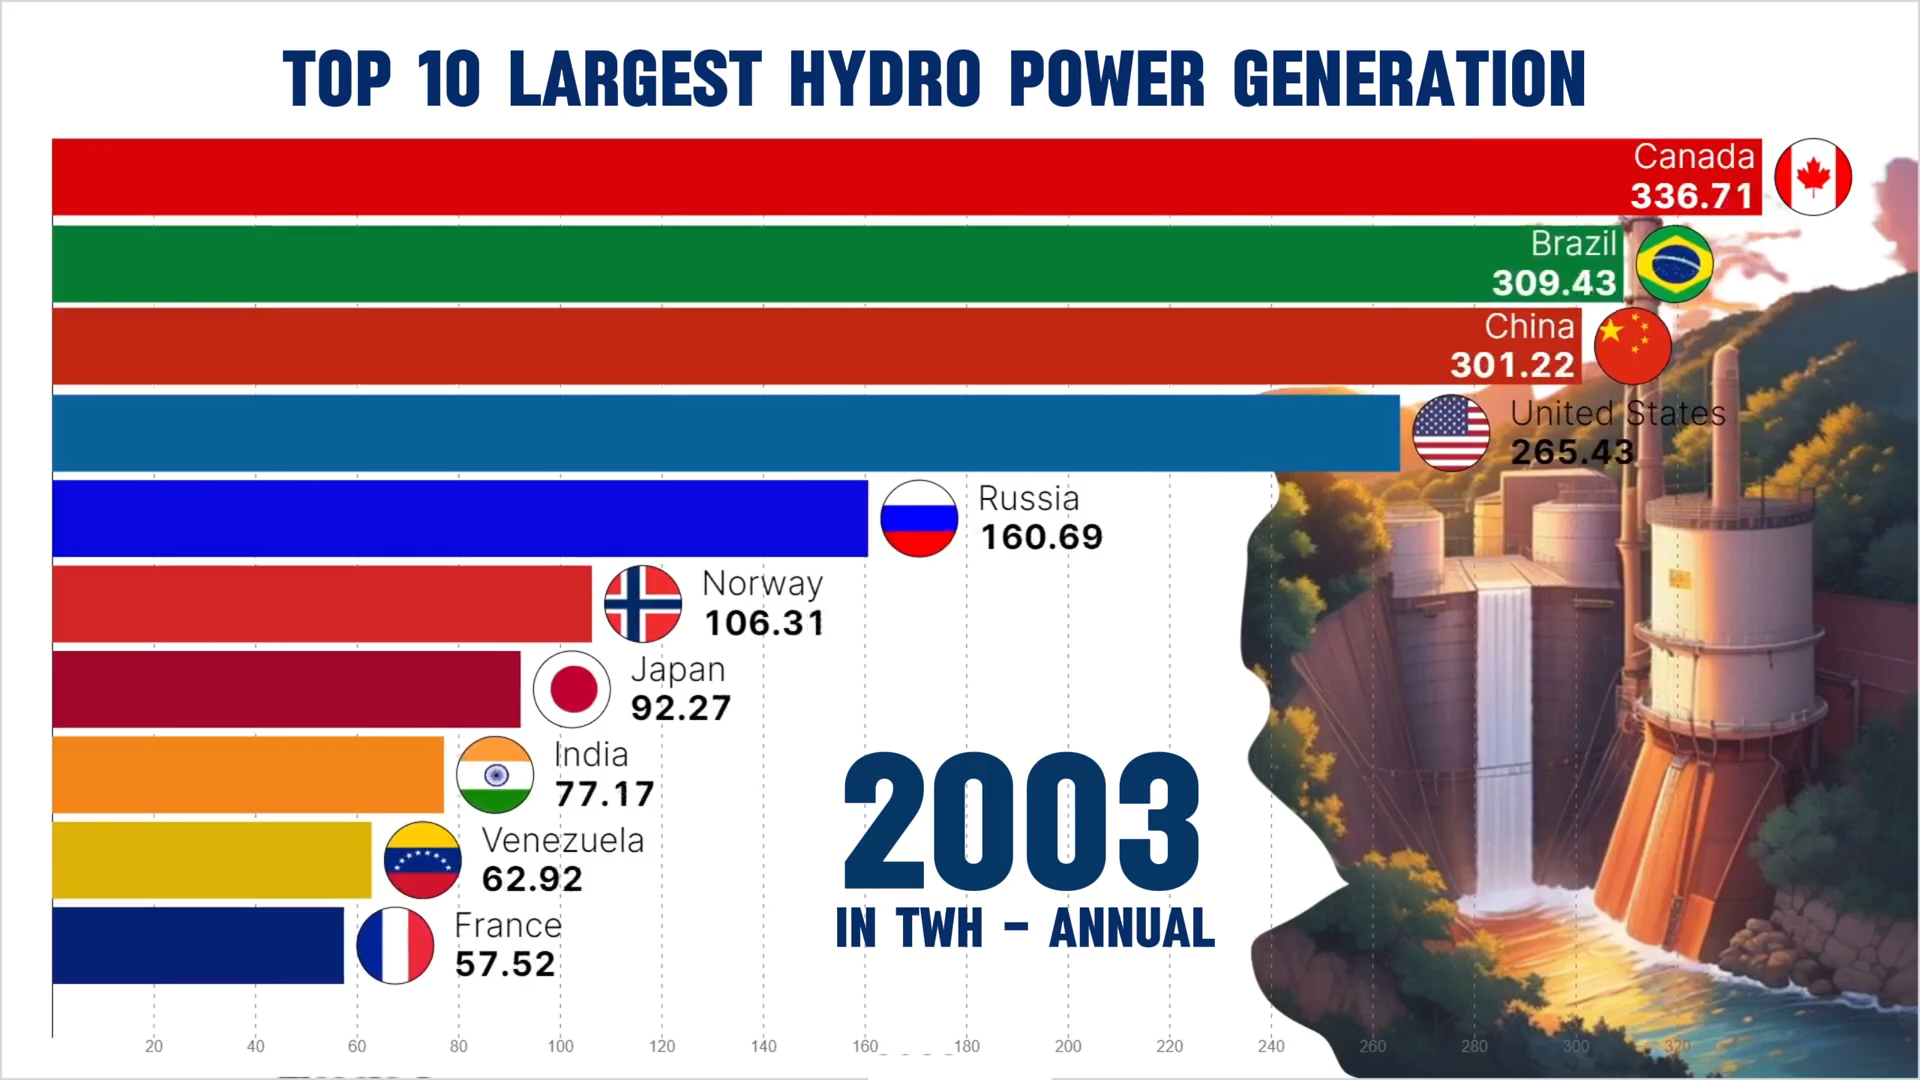 TOP 10 LARGEST HYDRO POWER GENERATION
Canada
336.71
Brazil
309.43
China
301.22
United States
265.43
Russia
160.69
Norway
106.31
Japan
92.27
India
77.17
Venezuela
62.92
France
57.52
2003
IN TWH - ANNUAL
20 40 60 80 100 120 140 160 180 200 220 240 260 280 300 320